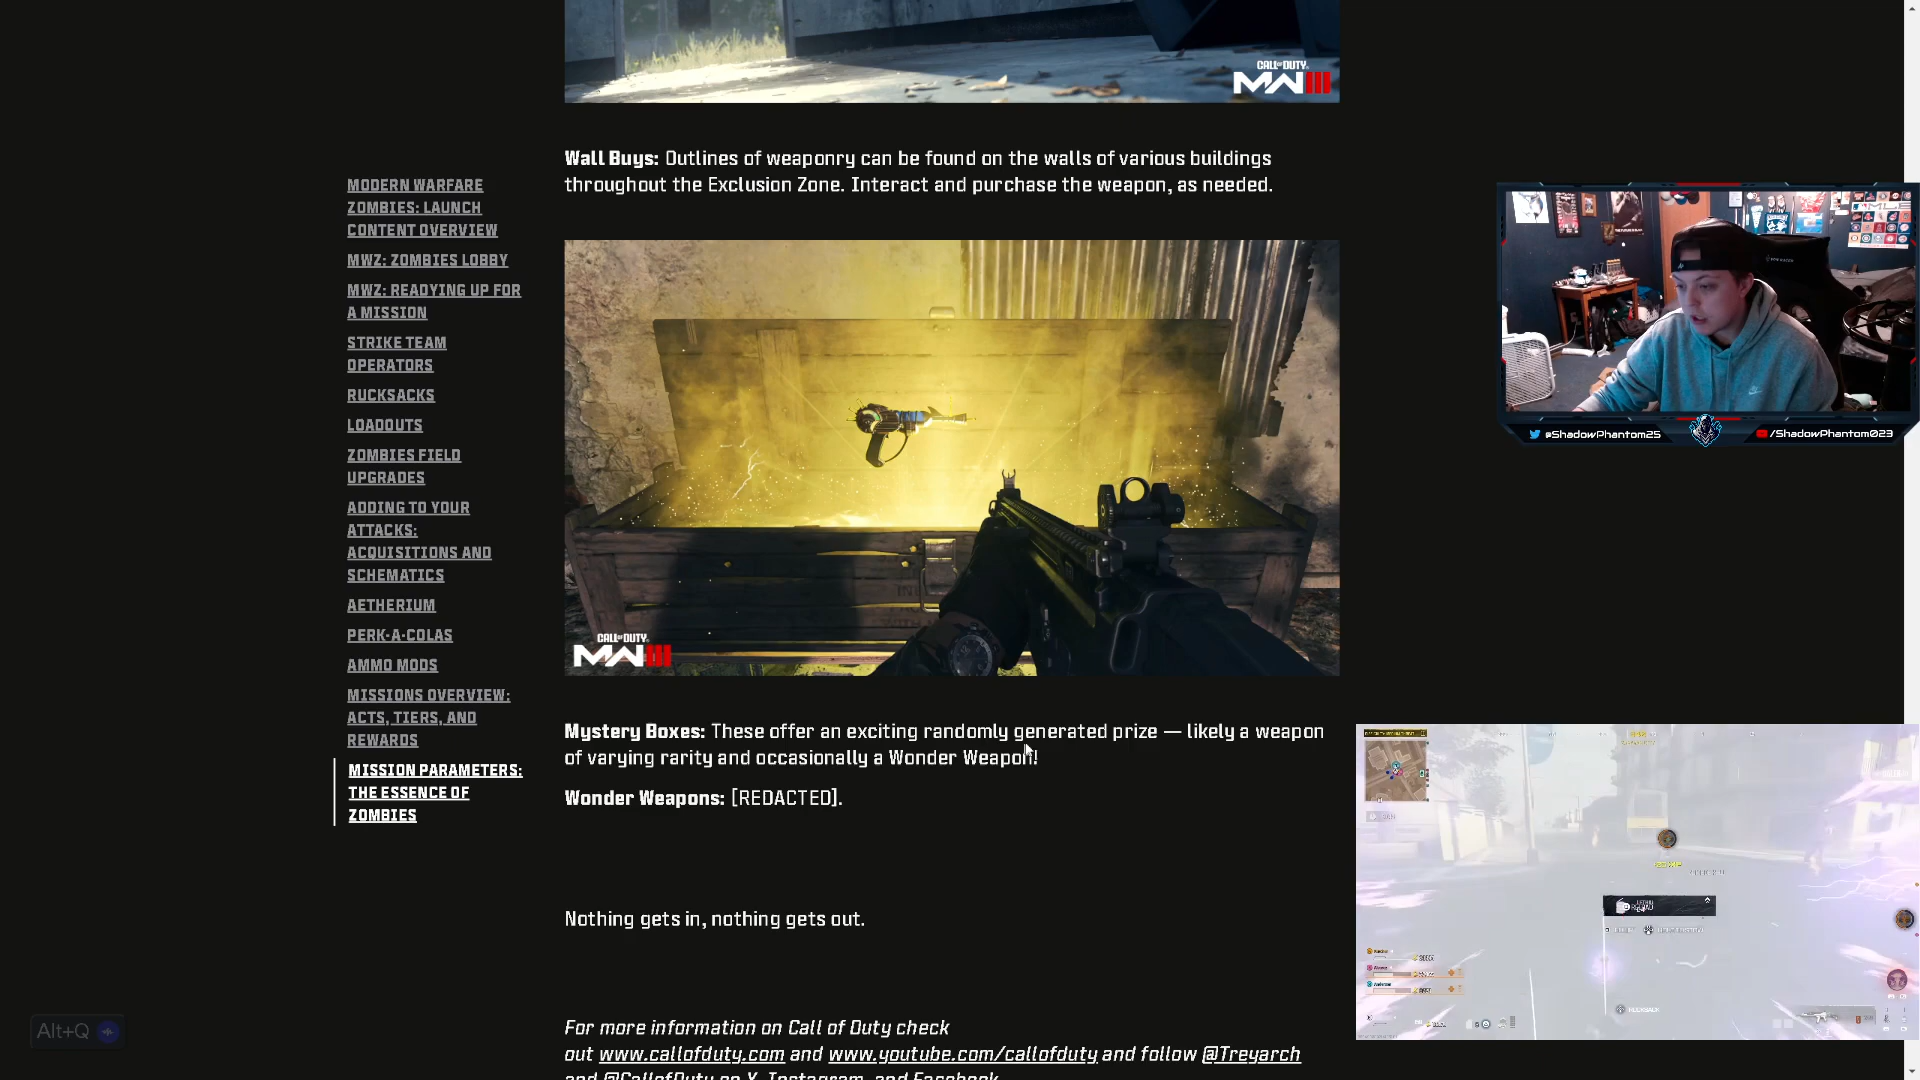 CALL OF DUTY
MWIII
Wall Buys: Outlines of weaponry can be found on the walls of various buildings
throughout the Exclusion Zone. Interact and purchase the weapon, as needed.
MODERN WARFARE
ZOMBIES: LAUNCH
CONTENT OVERVIEW
MWZ: ZOMBIES LOBBY
MWZ: READYING UP FOR
A MISSION
STRIKE TEAM
OPERATORS
RUCKSACKS
LOADOUTS
ZOMBIES FIELD
UPGRADES
ADDING TO YOUR
ATTACKS:
ACQUISITIONS AND
SCHEMATICS
AETHERIUM
PERK-A-COLAS
AMMO MODS
MISSIONS OVERVIEW:
ACTS, TIERS, AND
REWARDS
MISSION PARAMETERS:
THE ESSENCE OF
ZOMBIES
CALL OF DUTY
MWIII
Mystery Boxes: These offer an exciting randomly generated prize — likely a weapon
of varying rarity and occasionally a Wonder Weapon!
Wonder Weapons: [REDACTED].
Nothing gets in, nothing gets out.
For more information on Call of Duty check
out www.callofduty.com and www.youtube.com/callofduty and follow @Treyarch
and @CallofDuty on X, Instagram, and Facebook.
@ShadowPhantom25
/ShadowPhantom023
Alt+Q